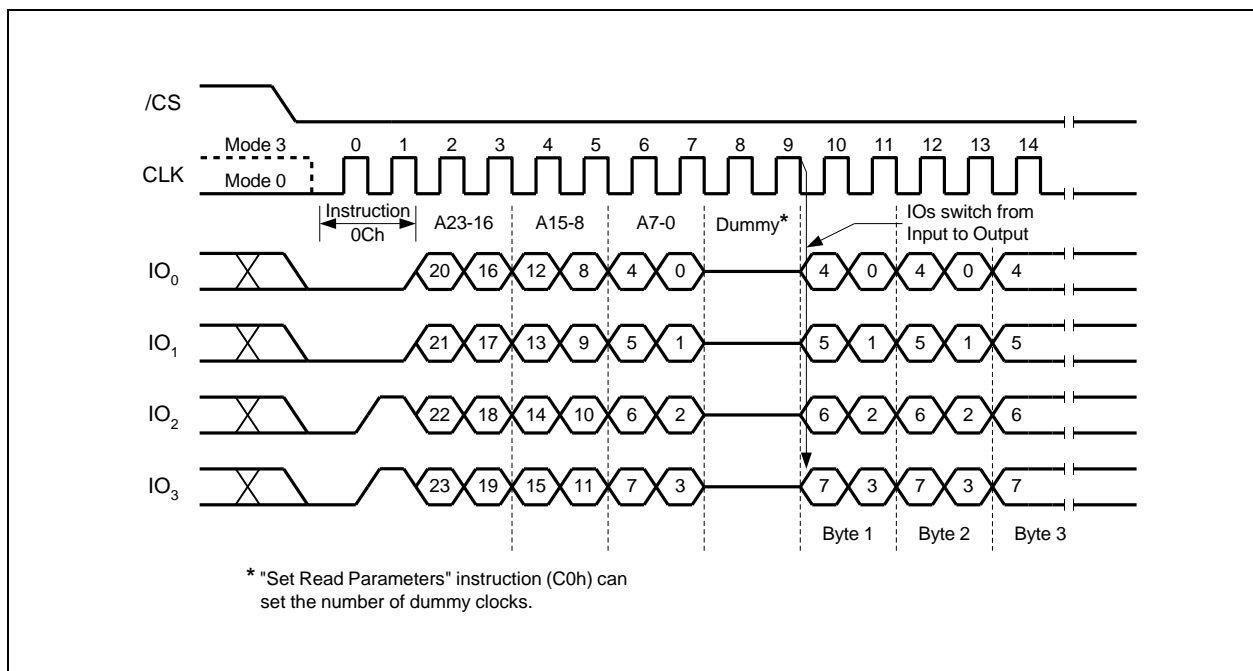 /CS
Mode 3 0 1 2 3 4 5 6 7 8 9 10 11 12 13 14
CLK
Mode 0
Instruction
0Ch
A23-16 A15-8 A7-0 Dummy*
IOs switch from
Input to Output
IO0 20 16 12 8 4 0 4 0 4 0 4
IO1 21 17 13 9 5 1 5 1 5 1 5
IO2 22 18 14 10 6 2 6 2 6 2 6
IO3 23 19 15 11 7 3 7 3 7 3 7
Byte 1 Byte 2 Byte 3
* "Set Read Parameters" instruction (C0h) can
set the number of dummy clocks.